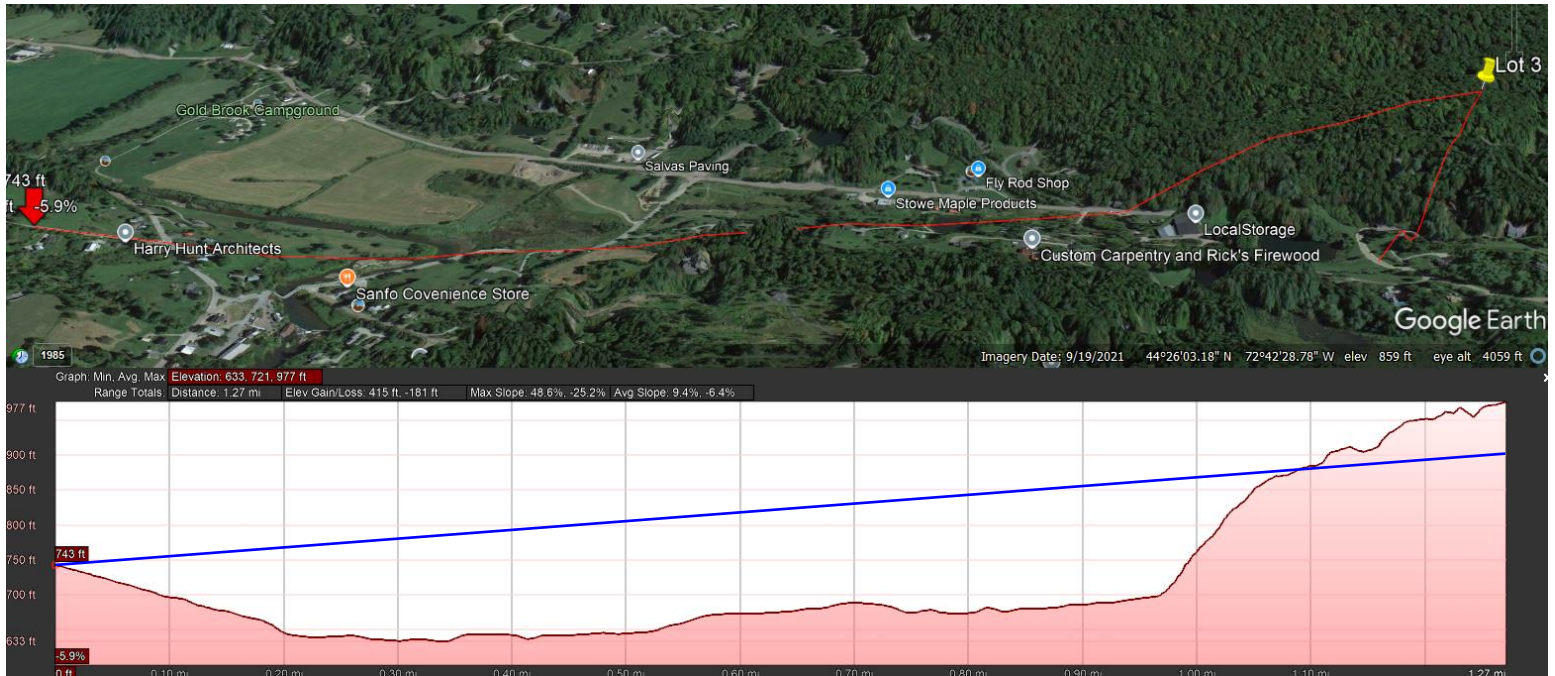 Lot 3
Gold Brook Campground
Salvas Paving
Fly Rod Shop
743 ft
ft -5.9%
Stowe Maple Products
LocalStorage
Harry Hunt Architects
Custom Carpentry and Rick's Firewood
Sanfo Covenience Store
Google Earth
1985
Imagery Date: 9/19/2021 44°26'03.18" N 72°42'28.78" W elev 859 ft eye alt 4059 ft
Graph: Min, Avg, Max Elevation: 633, 721, 977 ft
Range Totals: Distance: 1.27 mi Elev Gain/Loss: 415 ft, -181 ft Max Slope: 48.6%, -25.2% Avg Slope: 9.4%, -6.4%
977 ft
900 ft
850 ft
800 ft
750 ft
743 ft
700 ft
633 ft
-5.9%
0 ft 0.10 mi 0.20 mi 0.30 mi 0.40 mi 0.50 mi 0.60 mi 0.70 mi 0.80 mi 0.90 mi 1.00 mi 1.10 mi 1.27 mi